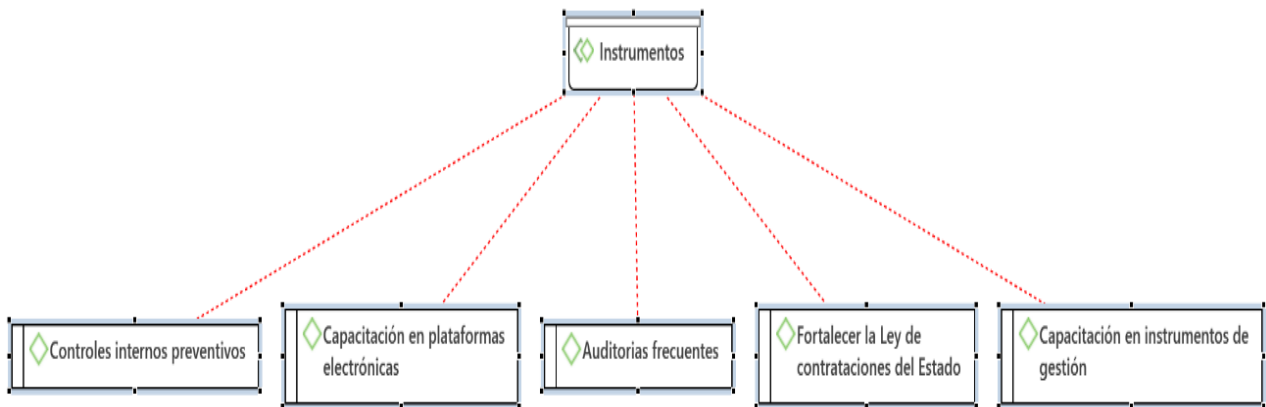 Instrumentos
Controles internos preventivos
Capacitación en plataformas
electrónicas
Auditorias frecuentes
Fortalecer la Ley de
contrataciones del Estado
Capacitación en instrumentos de
gestión